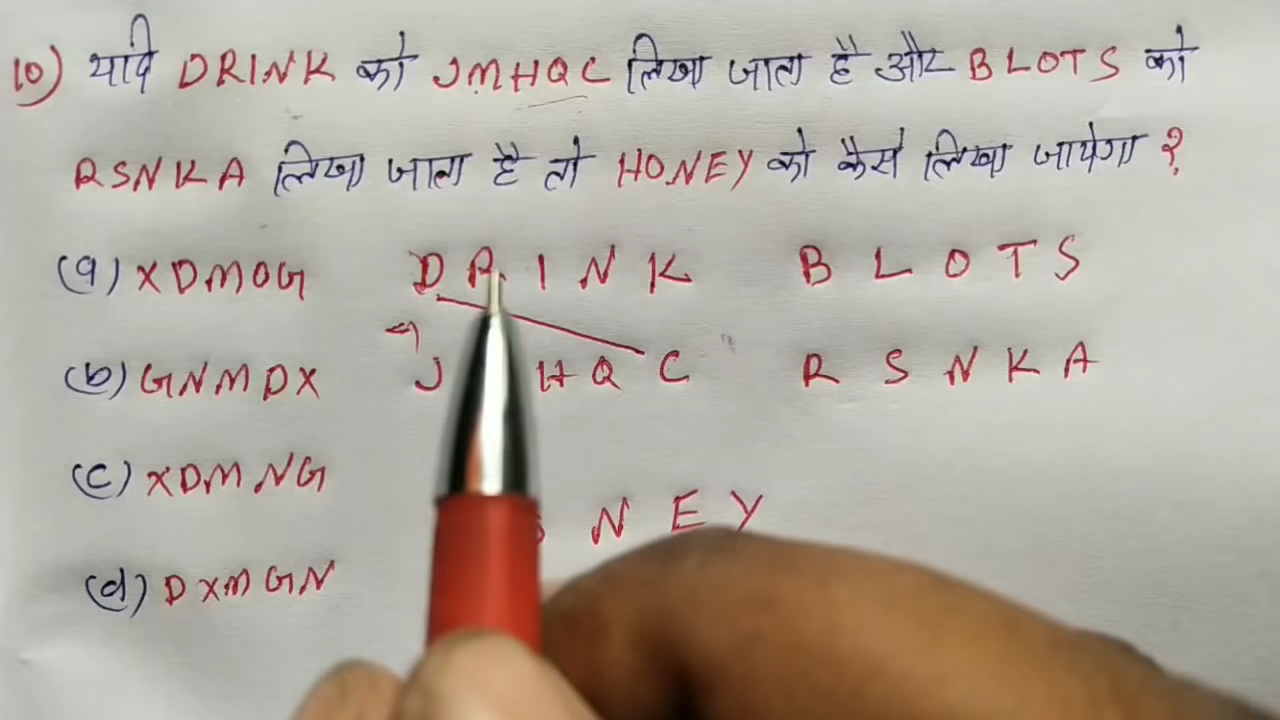 10) यदि DRINK को JMHQC लिखा जाता है और BLOTS को
RSNKA लिखा जाता है तो HONEY को कैसे लिखा जायेगा ?
(a) XDMOG
D R I N K
B L O T S
(b) GNMDX
J H Q C
R S N K A
(c) XDMNG
N E Y
(d) DXMGN